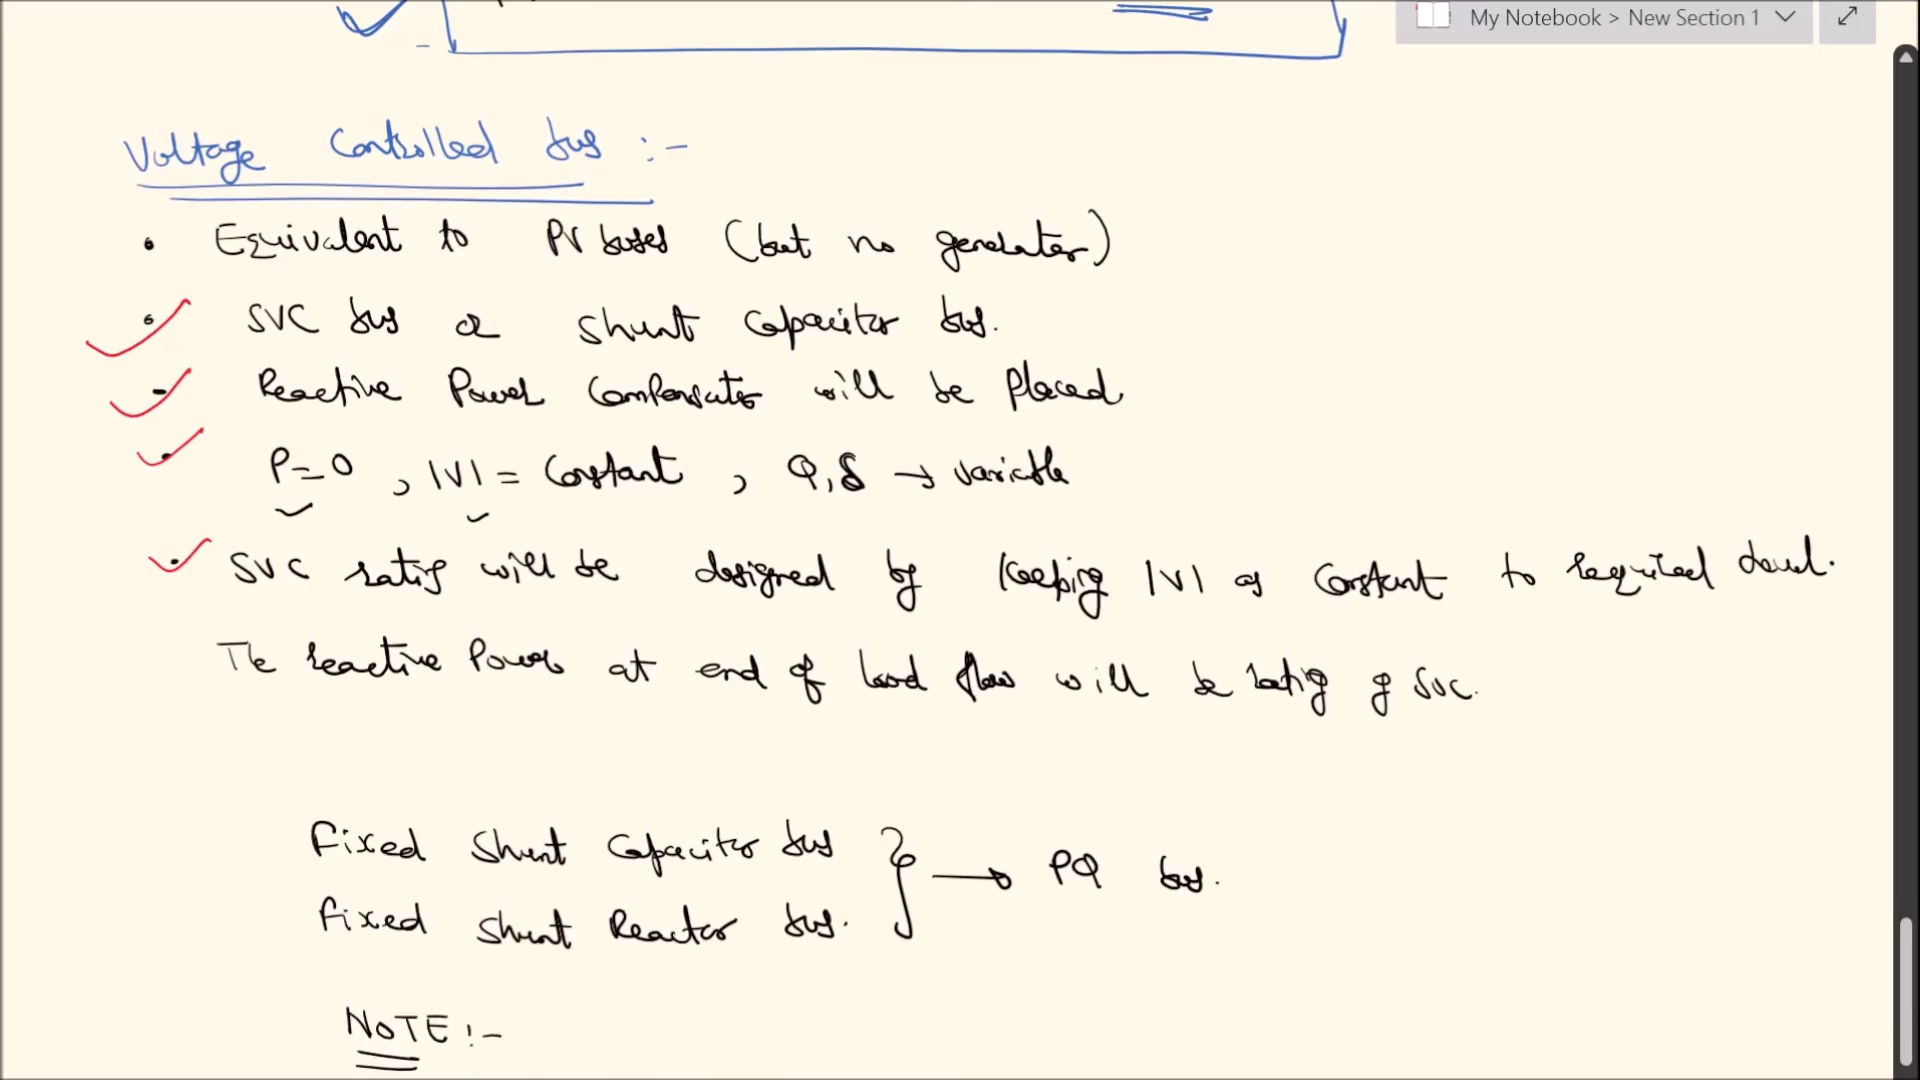 My Notebook > New Section 1
Voltage Controlled bus :-
• Equivalent to PV buses (but no generator)
• SVC bus or shunt capacitor bus.
- Reactive Power Compensator will be placed
• P=0 , |V| = Constant , Q, δ → variable
• SVC rating will be designed by keeping |V| as constant to required level.
The reactive Power at end of load flow will be rating of SVC.
Fixed Shunt Capacitor bus
Fixed Shunt Reactor bus. } → PQ bus.
NOTE :-